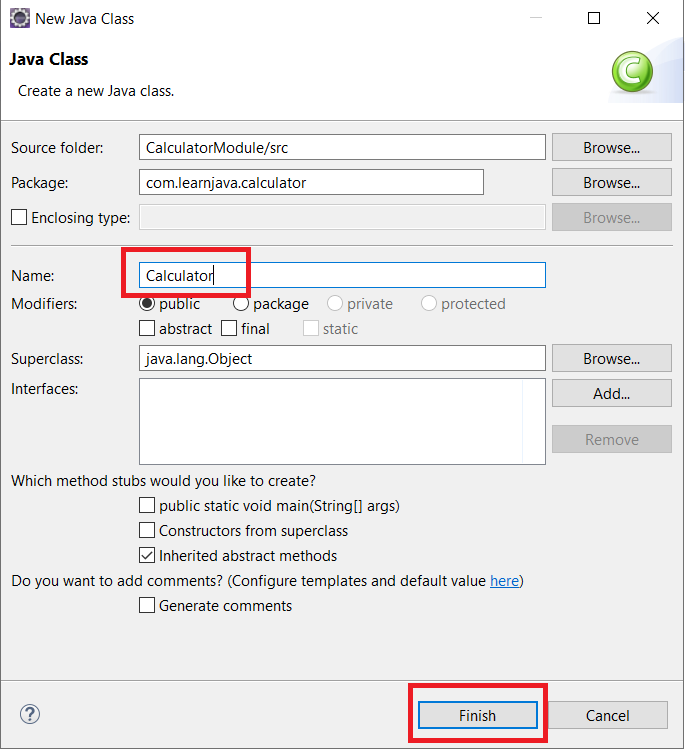 New Java Class
Java Class
Create a new Java class.
Source folder: CalculatorModule/src Browse...
Package: com.learnjava.calculator Browse...
Enclosing type: Browse...
Name: Calculator
Modifiers: public package private protected
abstract final static
Superclass: java.lang.Object Browse...
Interfaces: Add...
Remove
Which method stubs would you like to create?
public static void main(String[] args)
Constructors from superclass
Inherited abstract methods
Do you want to add comments? (Configure templates and default value here)
Generate comments
? Finish Cancel